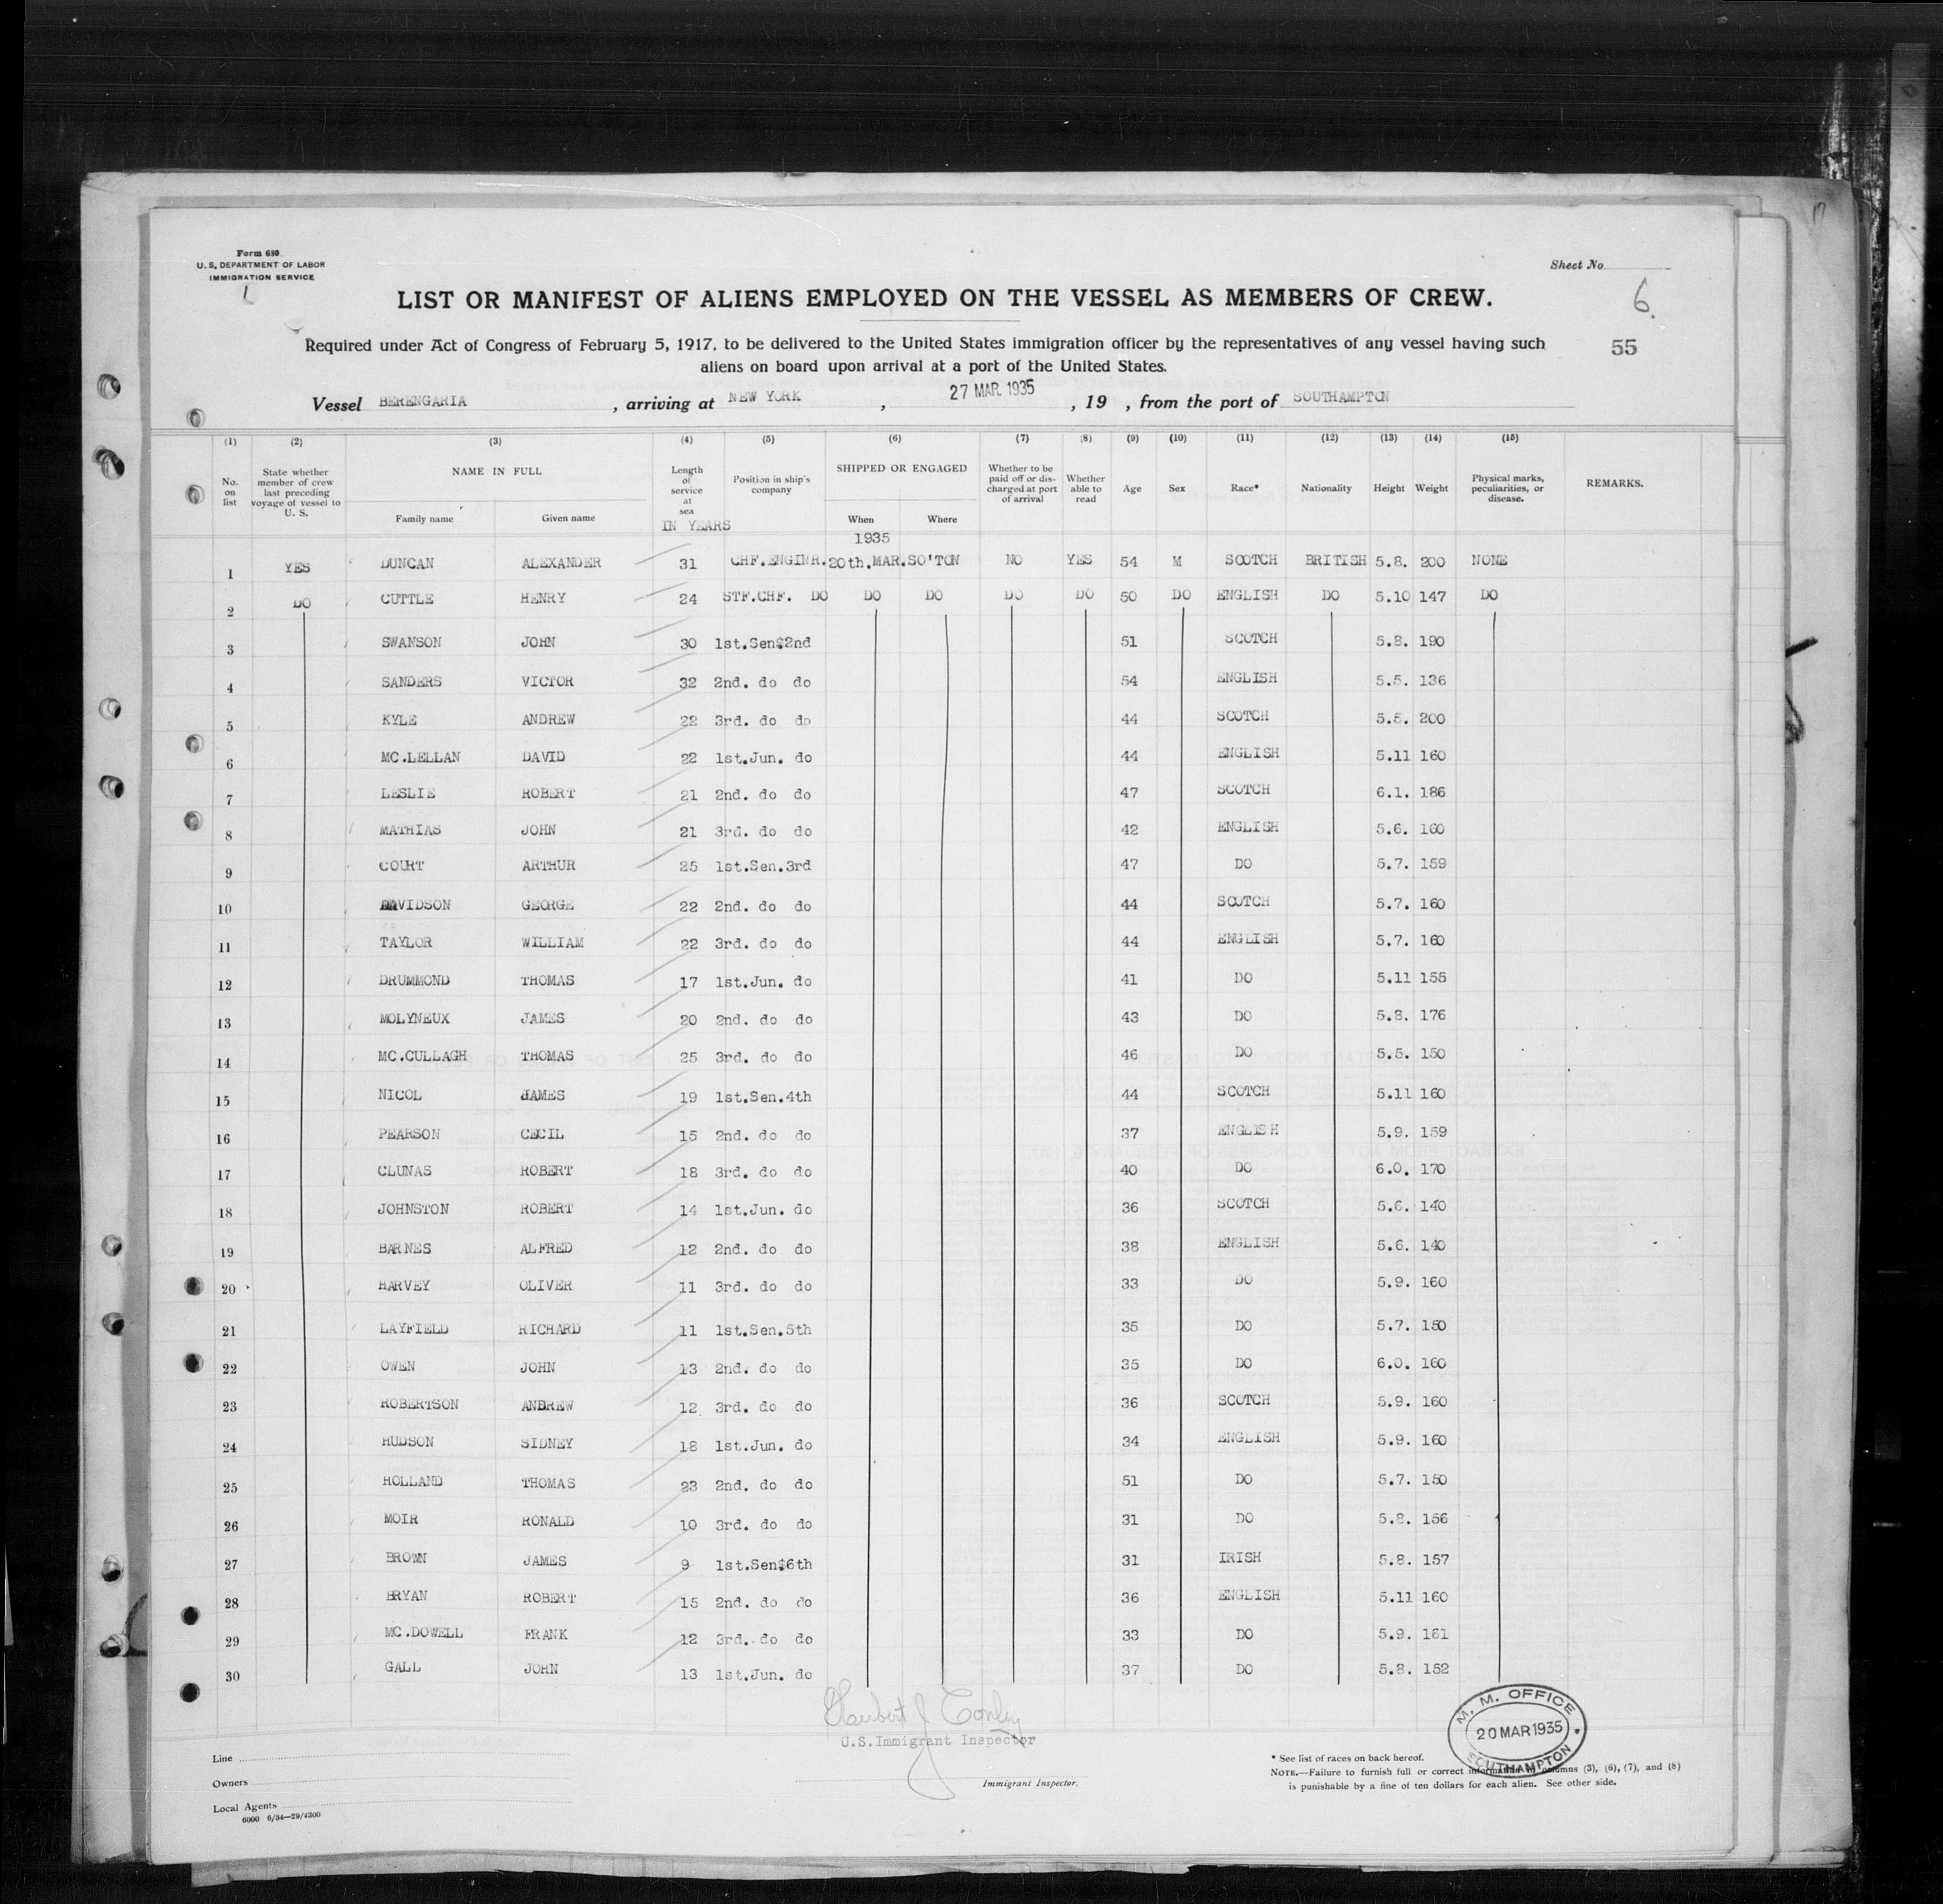 Form 680
U. S. DEPARTMENT OF LABOR
IMMIGRATION SERVICE
Sheet No.
6.
55
LIST OR MANIFEST OF ALIENS EMPLOYED ON THE VESSEL AS MEMBERS OF CREW.
Required under Act of Congress of February 5, 1917, to be delivered to the United States immigration officer by the representatives of any vessel having such
aliens on board upon arrival at a port of the United States.
Vessel BERENGARIA , arriving at NEW YORK , 27 MAR. 1935 , 19 , from the port of SOUTHAMPTON
(1) (2) (3) (4) (5) (6) (7) (8) (9) (10) (11) (12) (13) (14) (15)
No. on list State whether member of crew last preceding voyage of vessel to U. S. NAME IN FULL Family name Given name Length of service at sea IN YEARS Position in ship's company SHIPPED OR ENGAGED When Where Whether to be paid off or discharged at port of arrival Whether able to read Age Sex Race* Nationality Height Weight Physical marks, peculiarities, or disease. REMARKS.
1935
1 YES DUNCAN ALEXANDER 31 CHF.ENGINR. 20th.MAR. SO'TON NO YES 54 M SCOTCH BRITISH 5.8. 200 NONE
2 DO CUTTLE HENRY 24 STF.CHF. DO DO DO DO DO 50 DO ENGLISH DO 5.10 147 DO
3 SWANSON JOHN 30 1st.Sen.2nd 51 SCOTCH 5.8. 190
4 SANDERS VICTOR 32 2nd. do do 54 ENGLISH 5.5. 136
5 KYLE ANDREW 22 3rd. do do 44 SCOTCH 5.5. 200
6 MC.LELLAN DAVID 22 1st.Jun. do 44 ENGLISH 5.11 160
7 LESLIE ROBERT 21 2nd. do do 47 SCOTCH 6.1. 186
8 MATHIAS JOHN 21 3rd. do do 42 ENGLISH 5.6. 160
9 COURT ARTHUR 25 1st.Sen.3rd 47 DO 5.7. 159
10 DAVIDSON GEORGE 22 2nd. do do 44 SCOTCH 5.7. 160
11 TAYLOR WILLIAM 22 3rd. do do 44 ENGLISH 5.7. 160
12 DRUMMOND THOMAS 17 1st.Jun. do 41 DO 5.11 155
13 MOLYNEUX JAMES 20 2nd. do do 43 DO 5.8. 176
14 MC.CULLAGH THOMAS 25 3rd. do do 46 DO 5.5. 150
15 NICOL JAMES 19 1st.Sen.4th 44 SCOTCH 5.11 160
16 PEARSON CECIL 15 2nd. do do 37 ENGLISH 5.9. 159
17 CLUNAS ROBERT 18 3rd. do do 40 DO 6.0. 170
18 JOHNSTON ROBERT 14 1st.Jun. do 36 SCOTCH 5.6. 140
19 BARNES ALFRED 12 2nd. do do 38 ENGLISH 5.6. 140
20 HARVEY OLIVER 11 3rd. do do 33 DO 5.9. 160
21 LAYFIELD RICHARD 11 1st.Sen.5th 35 DO 5.7. 150
22 OWEN JOHN 13 2nd. do do 35 DO 6.0. 160
23 ROBERTSON ANDREW 12 3rd. do do 36 SCOTCH 5.9. 160
24 HUDSON SIDNEY 18 1st.Jun. do 34 ENGLISH 5.9. 160
25 HOLLAND THOMAS 23 2nd. do do 51 DO 5.7. 150
26 MOIR RONALD 10 3rd. do do 31 DO 5.8. 156
27 BROWN JAMES 9 1st.Sen.6th 31 IRISH 5.8. 157
28 BRYAN ROBERT 15 2nd. do do 36 ENGLISH 5.11 160
29 MC.DOWELL FRANK 12 3rd. do do 33 DO 5.9. 161
30 GALL JOHN 13 1st.Jun. do 37 DO 5.8. 152
Herbert J Conley
U.S.Immigrant Inspector
Immigrant Inspector.
M. M. OFFICE
20 MAR 1935
SOUTHAMPTON
Line
Owners
Local Agents
6000 6/34—29/4300
* See list of races on back hereof.
NOTE.—Failure to furnish full or correct information in columns (3), (6), (7), and (8)
is punishable by a fine of ten dollars for each alien. See other side.